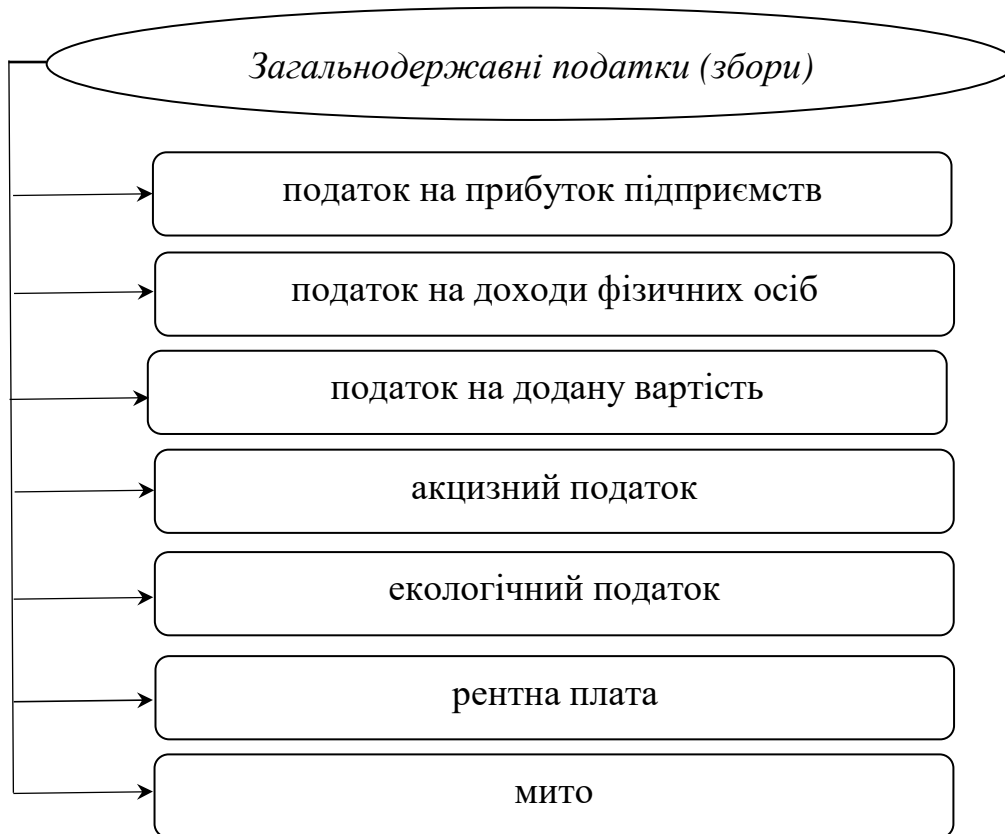 Загальнодержавні податки (збори)
податок на прибуток підприємств
податок на доходи фізичних осіб
податок на додану вартість
акцизний податок
екологічний податок
рентна плата
мито